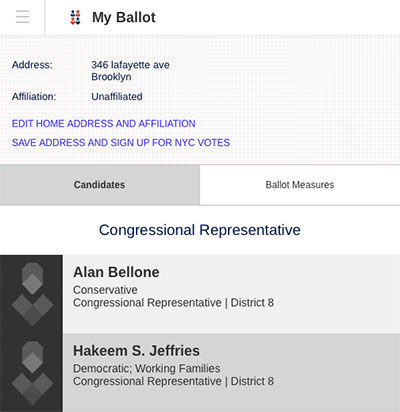 My Ballot
Address: 346 lafayette ave
Brooklyn
Affiliation: Unaffiliated
EDIT HOME ADDRESS AND AFFILIATION
SAVE ADDRESS AND SIGN UP FOR NYC VOTES
Candidates Ballot Measures
Congressional Representative
Alan Bellone
Conservative
Congressional Representative | District 8
Hakeem S. Jeffries
Democratic; Working Families
Congressional Representative | District 8